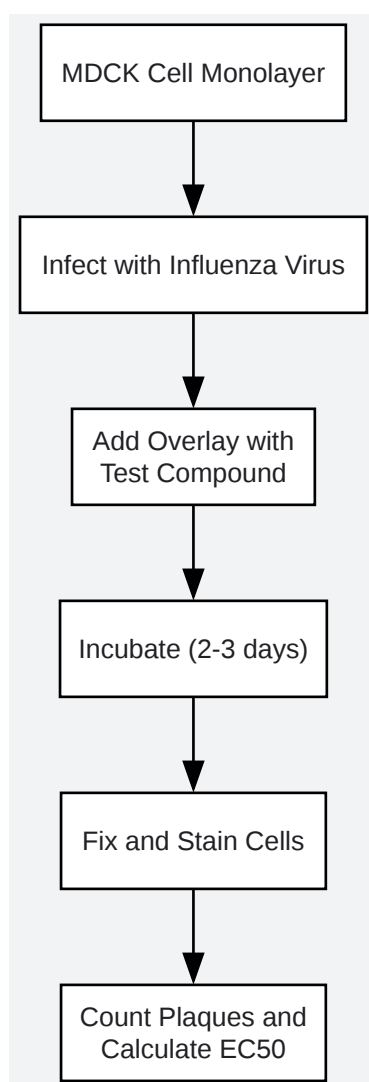 MDCK Cell Monolayer
Infect with Influenza Virus
Add Overlay with
Test Compound
Incubate (2-3 days)
Fix and Stain Cells
Count Plaques and
Calculate EC50